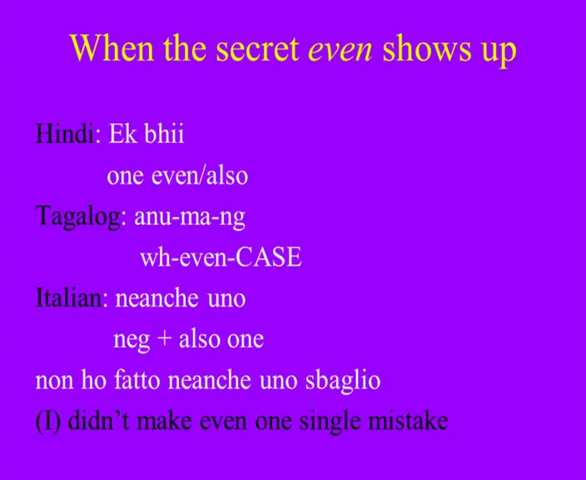 When the secret even shows up
Hindi: Ek bhii
one even/also
Tagalog: anu-ma-ng
wh-even-CASE
Italian: neanche uno
neg + also one
non ho fatto neanche uno sbaglio
(I) didn't make even one single mistake